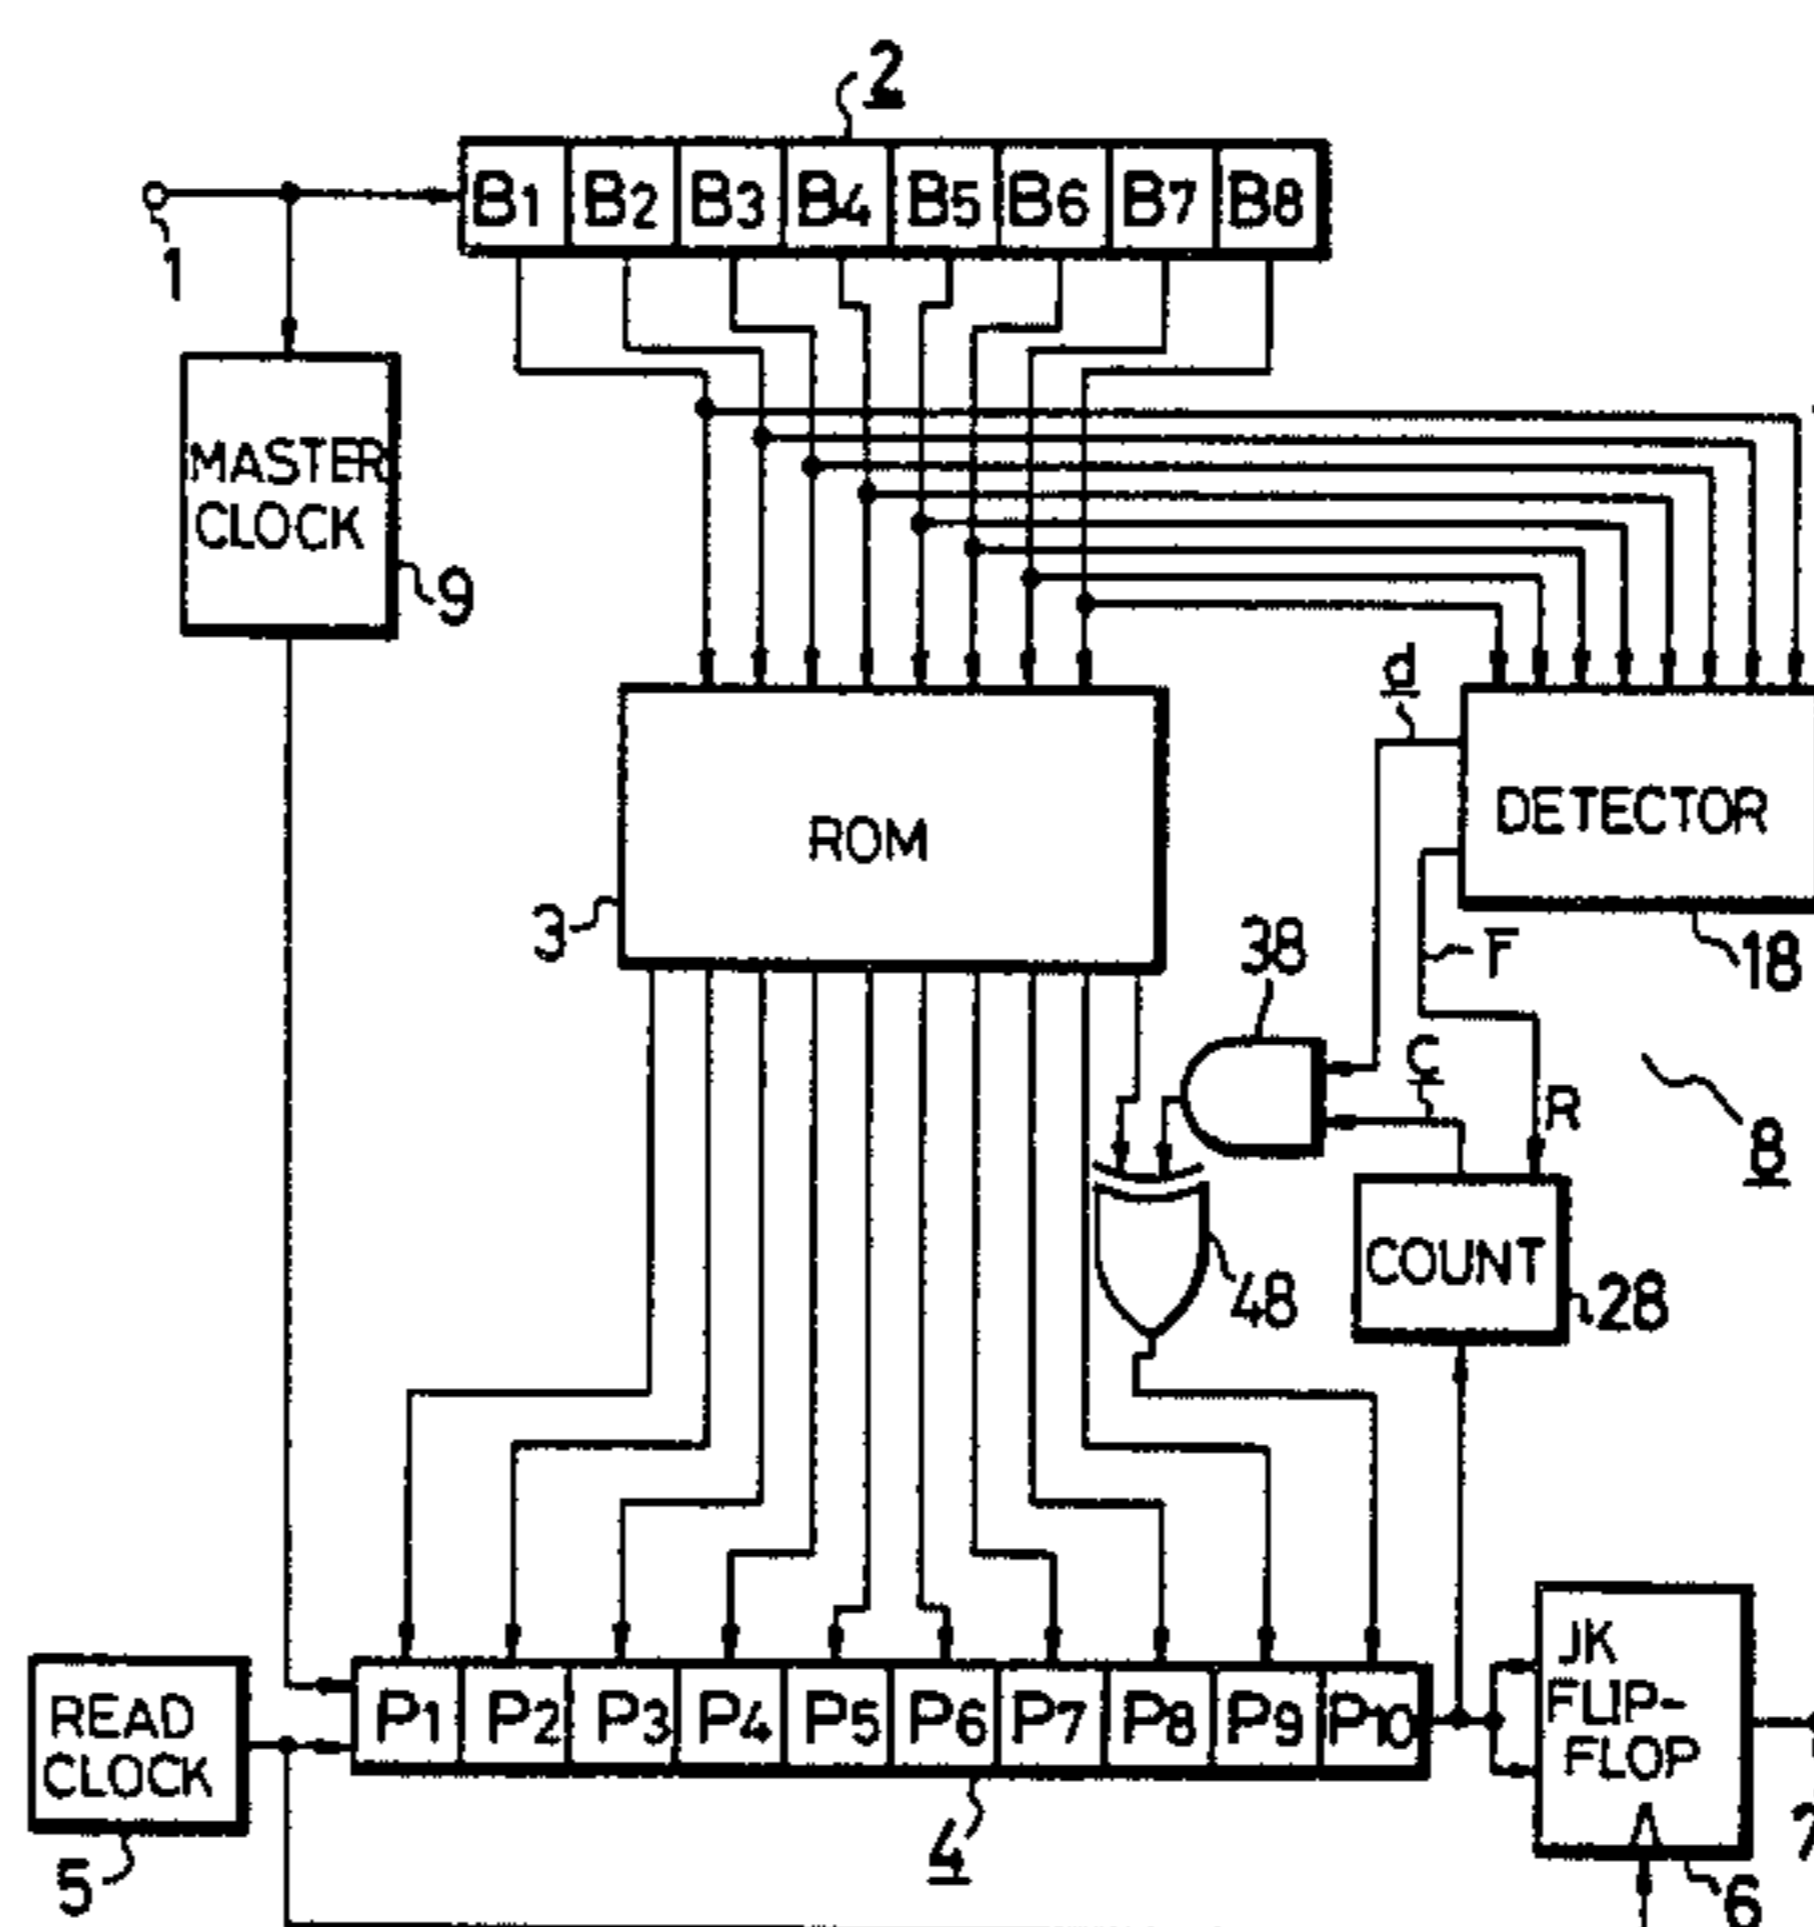 2
B1 B2 B3 B4 B5 B6 B7 B8
1
MASTER
CLOCK
9
d
DETECTOR
ROM
3
F
18
38
C
R
8
COUNT
48
28
JK
FLIP-
FLOP
READ
CLOCK
P1 P2 P3 P4 P5 P6 P7 P8 P9 P10
7
5
4
6